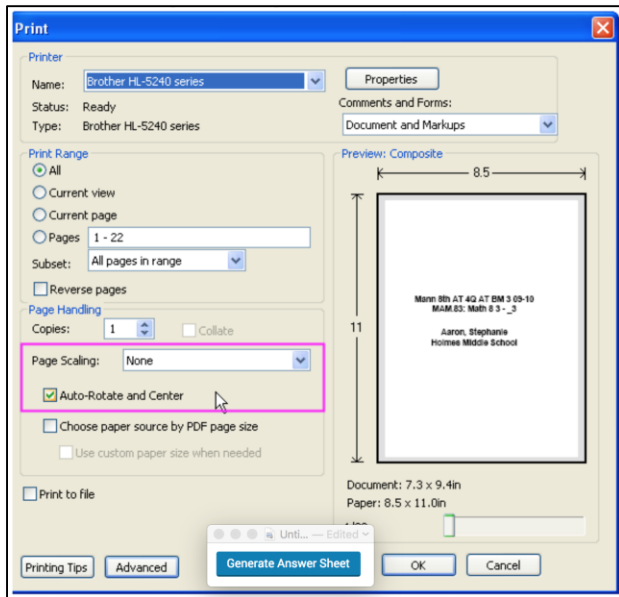 Print
Printer
Name: Brother HL-5240 series
Properties
Status: Ready
Comments and Forms:
Type: Brother HL-5240 series
Document and Markups
Print Range
All
Current view
Current page
Pages 1 - 22
Subset: All pages in range
Reverse pages
Page Handling
Copies: 1
Collate
Page Scaling: None
Auto-Rotate and Center
Choose paper source by PDF page size
Use custom paper size when needed
Print to file
Preview: Composite
8.5
11
Mann 8th AT 4Q AT BM 3 09-10
MAM.83: Math 8 3 - _3
Aaron, Stephanie
Holmes Middle School
Document: 7.3 x 9.4in
Paper: 8.5 x 11.0in
Unti... — Edited
Generate Answer Sheet
Printing Tips
Advanced
OK
Cancel